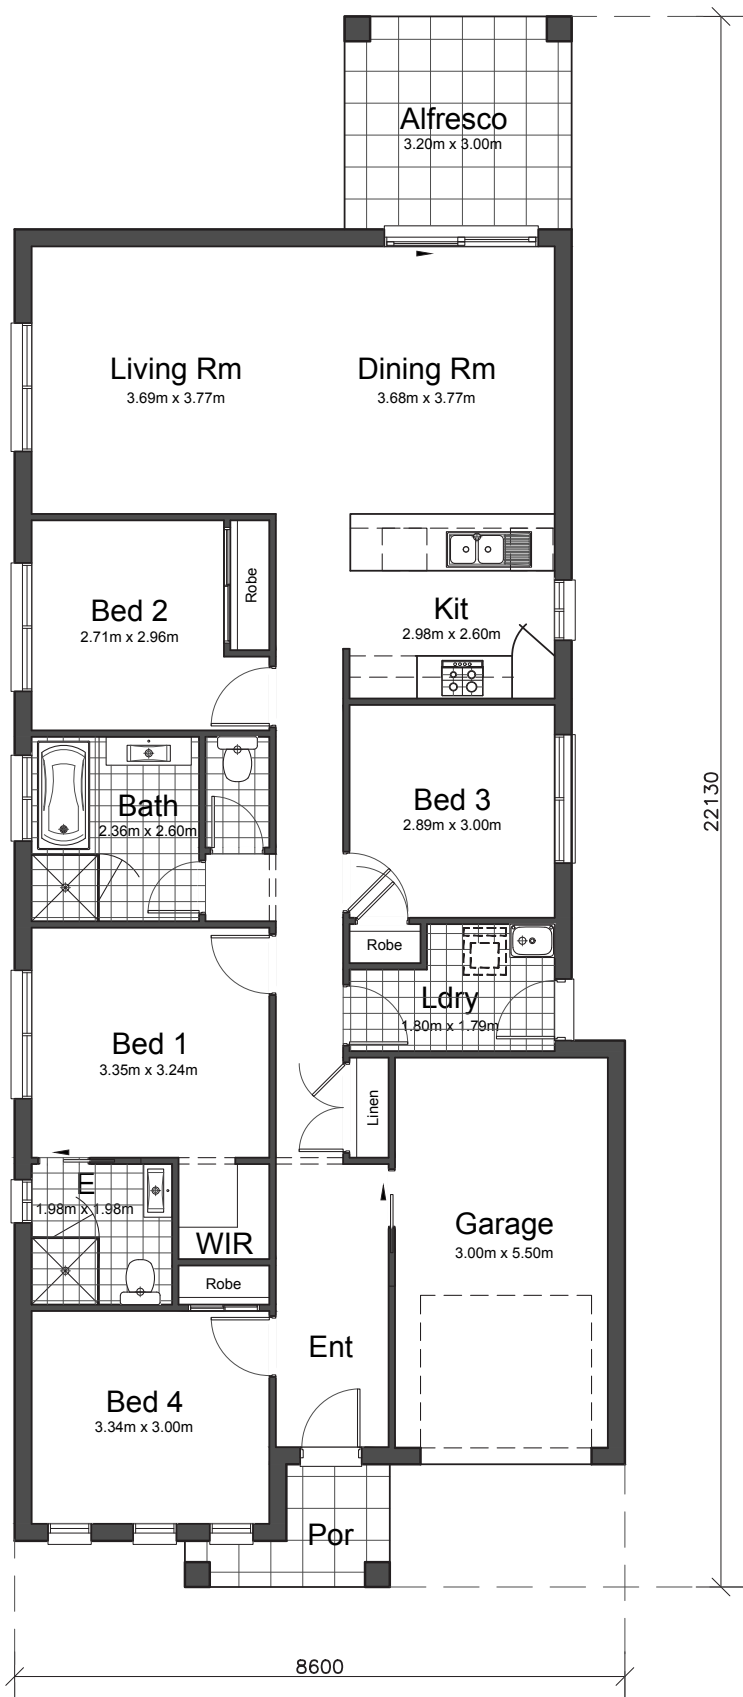 Alfresco
3.20m x 3.00m
Living Rm
3.69m x 3.77m
Dining Rm
3.68m x 3.77m
Bed 2
2.71m x 2.96m
Robe
Kit
2.98m x 2.60m
Bath
2.36m x 2.60m
Bed 3
2.89m x 3.00m
22130
Robe
Ldry
1.80m x 1.79m
Bed 1
3.35m x 3.24m
Linen
E
1.98m x 1.98m
WIR
Garage
3.00m x 5.50m
Robe
Ent
Bed 4
3.34m x 3.00m
Por
8600